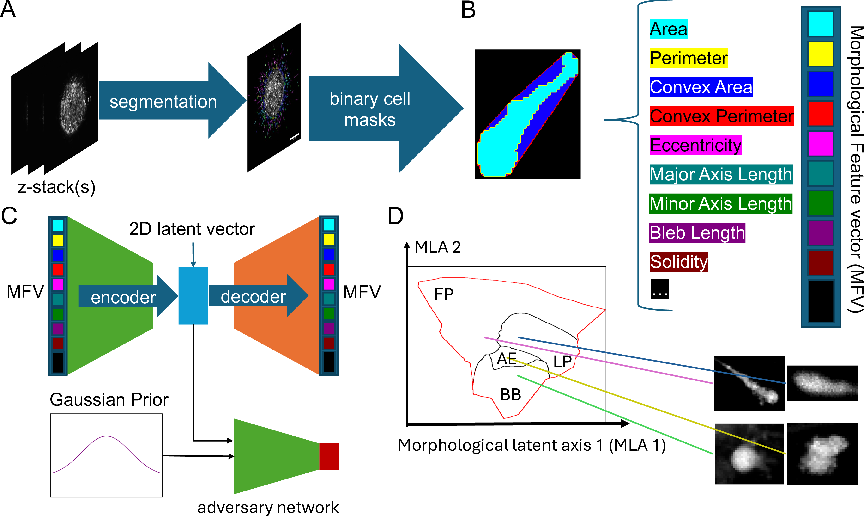 A
segmentation
binary cell
masks
z-stack(s)
B
Area
Perimeter
Convex Area
Convex Perimeter
Eccentricity
Major Axis Length
Minor Axis Length
Bleb Length
Solidity
...
Morphological Feature vector (MFV)
C
2D latent vector
MFV
encoder
decoder
MFV
Gaussian Prior
adversary network
D
MLA 2
FP
AE
LP
BB
Morphological latent axis 1 (MLA 1)